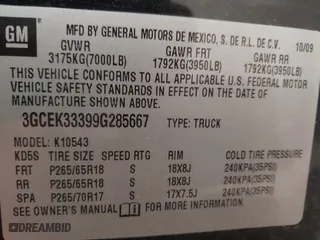 GM
MFD BY GENERAL MOTORS DE MEXICO, S. DE R.L. DE C.V. 10/09
GVWR GAWR FRT GAWR RR
3175KG(7000LB) 1792KG(3950LB) 1792KG(3950LB)
THIS VEHICLE CONFORMS TO ALL APPLICABLE U.S. FEDERAL MOTOR
VEHICLE SAFETY STANDARDS IN EFFECT ON THE DATE OF
MANUFACTURE SHOWN ABOVE.
3GCEK33399G285667 TYPE: TRUCK
MODEL: K10543
KD5S TIRE SIZE SPEED RTG RIM COLD TIRE PRESSURE
FRT P265/65R18 S 18X8J 240KPA(35PSI)
RR P265/65R18 S 18X8J 240KPA(35PSI)
SPA P265/70R17 S 17X7.5J 240KPA(35PSI)
SEE OWNER'S MANUAL FOR MORE INFORMATION
DREAMBID